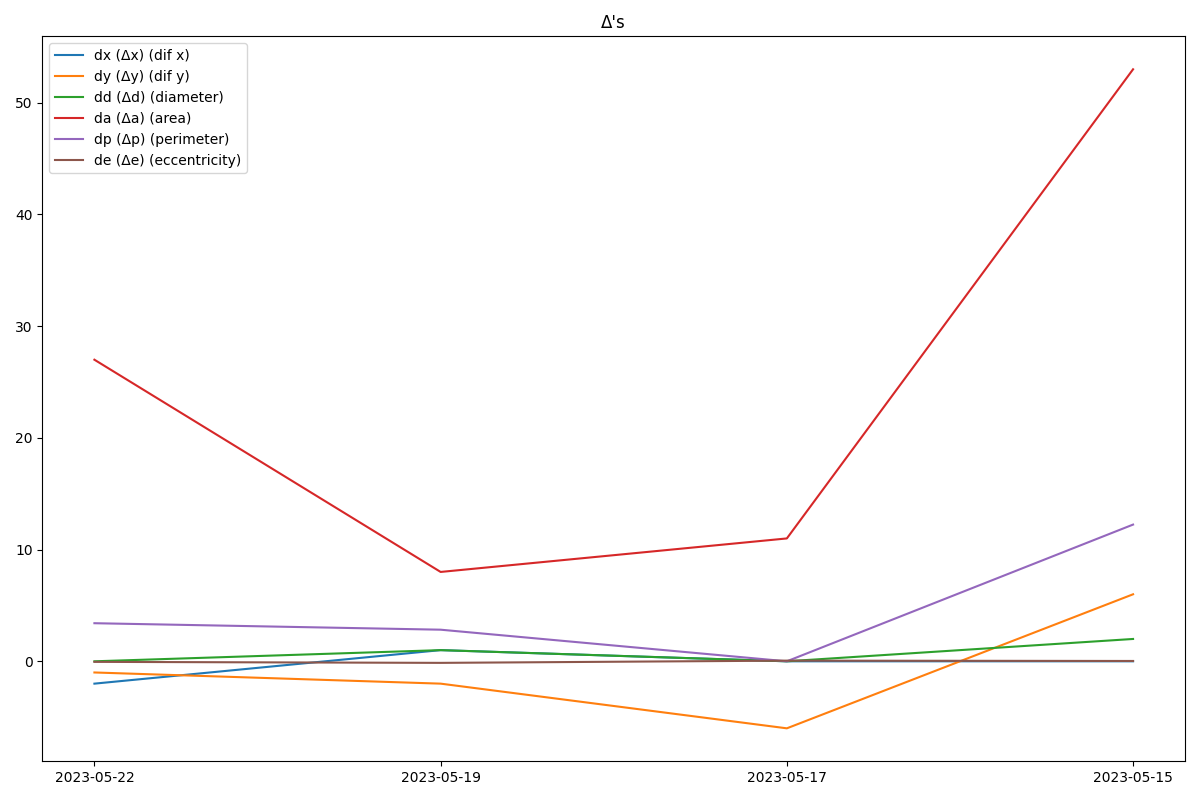 Δ's
dx (Δx) (dif x)
dy (Δy) (dif y)
dd (Δd) (diameter)
da (Δa) (area)
dp (Δp) (perimeter)
de (Δe) (eccentricity)
50
40
30
20
10
0
2023-05-22 2023-05-19 2023-05-17 2023-05-15